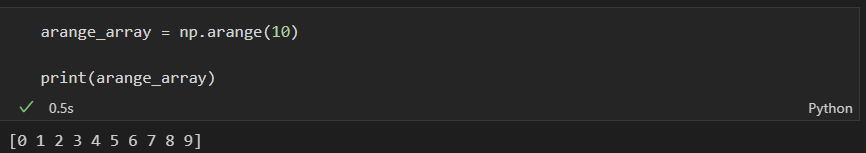 arange_array = np.arange(10)
print(arange_array)
0.5s
Python
[0 1 2 3 4 5 6 7 8 9]